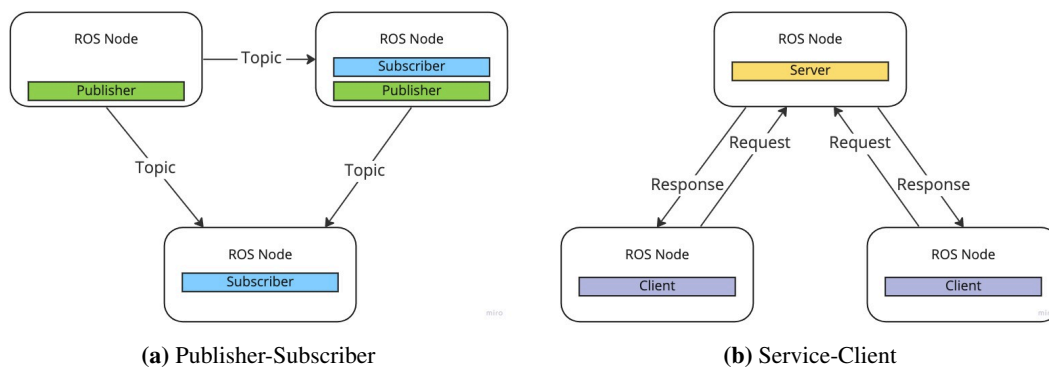 ROS Node
Publisher
Topic
ROS Node
Subscriber
Publisher
Topic
Topic
ROS Node
Subscriber
miro
(a) Publisher-Subscriber
ROS Node
Server
Request
Request
Response
Response
ROS Node
Client
ROS Node
Client
miro
(b) Service-Client